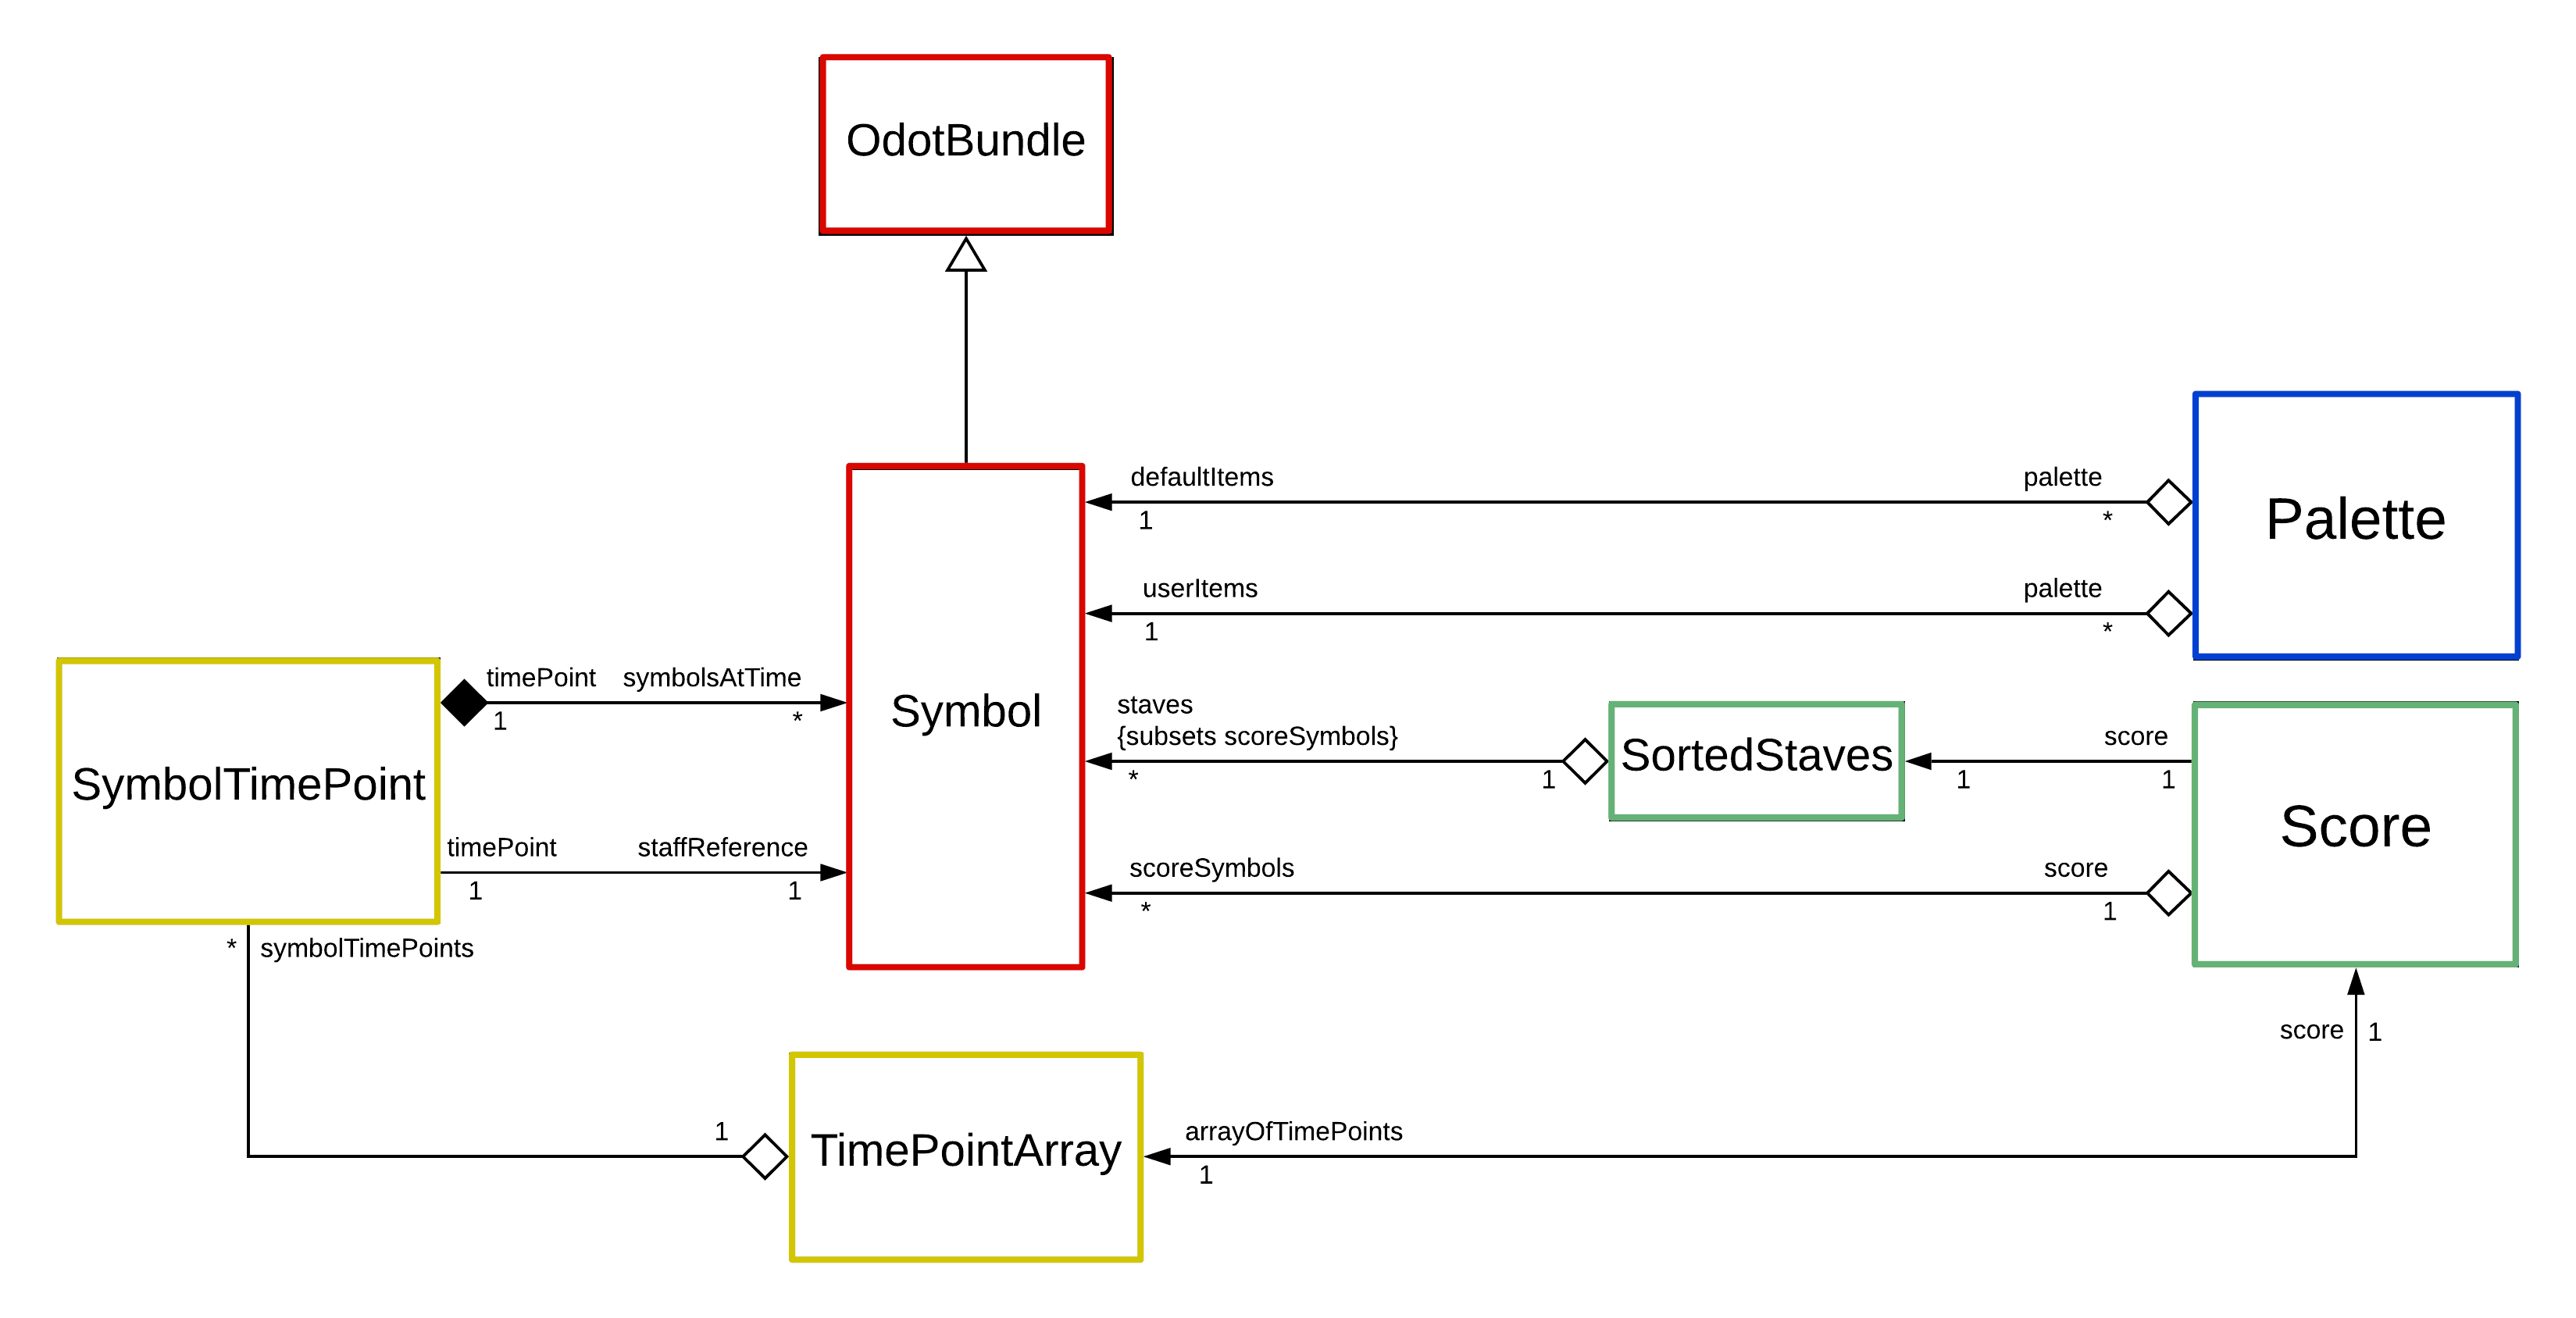 OdotBundle
defaultItems
palette
1
*
Palette
userItems
palette
1
*
timePoint
symbolsAtTime
1
*
Symbol
staves
{subsets scoreSymbols}
*
1
SortedStaves
score
1
1
SymbolTimePoint
Score
timePoint
staffReference
1
1
scoreSymbols
score
*
1
*
symbolTimePoints
score
1
1
TimePointArray
arrayOfTimePoints
1